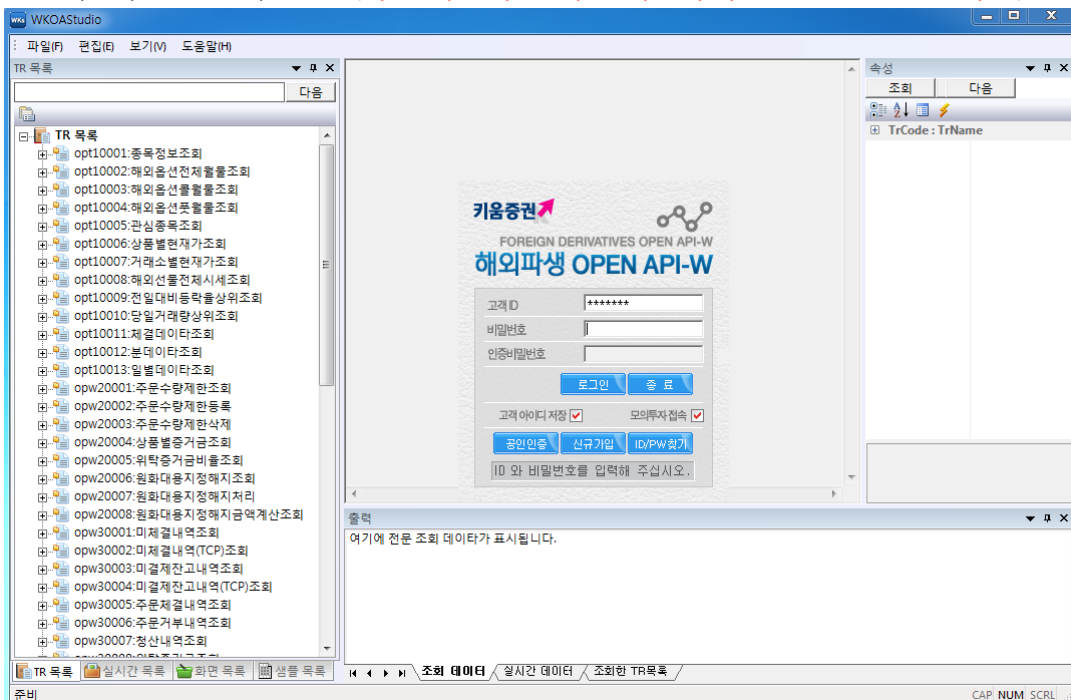 WKOAStudio
파일(F) 편집(E) 보기(V) 도움말(H)
TR 목록
다음
TR 목록
opt10001:종목정보조회
opt10002:해외옵션전체월물조회
opt10003:해외옵션콜월물조회
opt10004:해외옵션풋월물조회
opt10005:관심종목조회
opt10006:상품별현재가조회
opt10007:거래소별현재가조회
opt10008:해외선물전체시세조회
opt10009:전일대비등락율상위조회
opt10010:당일거래량상위조회
opt10011:체결데이타조회
opt10012:분데이타조회
opt10013:일별데이타조회
opw20001:주문수량제한조회
opw20002:주문수량제한등록
opw20003:주문수량제한삭제
opw20004:상품별증거금조회
opw20005:위탁증거금비율조회
opw20006:원화대용지정해지조회
opw20007:원화대용지정해지처리
opw20008:원화대용지정해지금액계산조회
opw30001:미체결내역조회
opw30002:미체결내역(TCP)조회
opw30003:미결제잔고내역조회
opw30004:미결제잔고내역(TCP)조회
opw30005:주문체결내역조회
opw30006:주문거부내역조회
opw30007:청산내역조회
TR 목록 실시간 목록 화면 목록 샘플 목록
준비
키움증권
FOREIGN DERIVATIVES OPEN API-W
해외파생 OPEN API-W
고객 ID *******
비밀번호
인증비밀번호
로그인 종 료
고객 아이디 저장 모의투자 접속
공인인증 신규가입 ID/PW찾기
ID 와 비밀번호를 입력해 주십시오.
출력
여기에 전문 조회 데이타가 표시됩니다.
조회 데이터 실시간 데이터 조회한 TR목록
속성
조회 다음
TrCode : TrName
CAP NUM SCRL